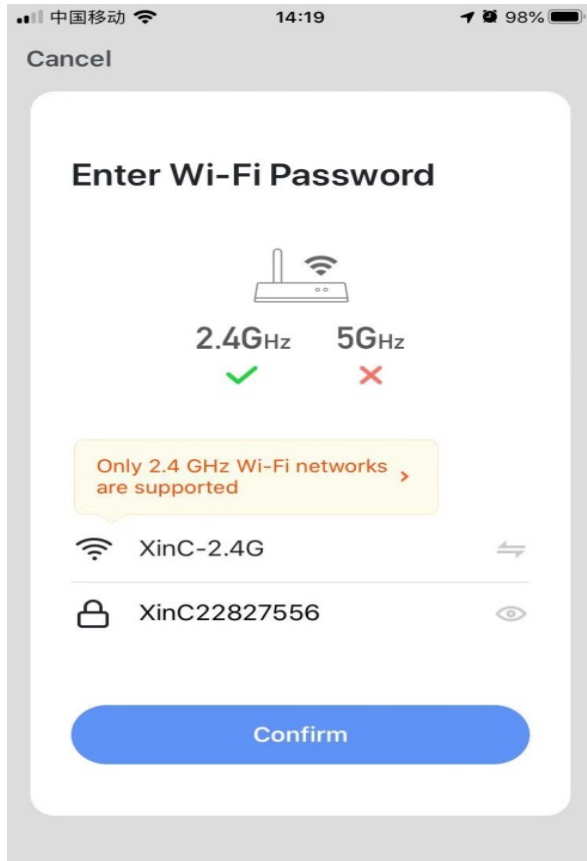 中国移动 14:19 98%
Cancel
Enter Wi-Fi Password
2.4GHz 5GHz
Only 2.4 GHz Wi-Fi networks
are supported
XinC-2.4G
XinC22827556
Confirm